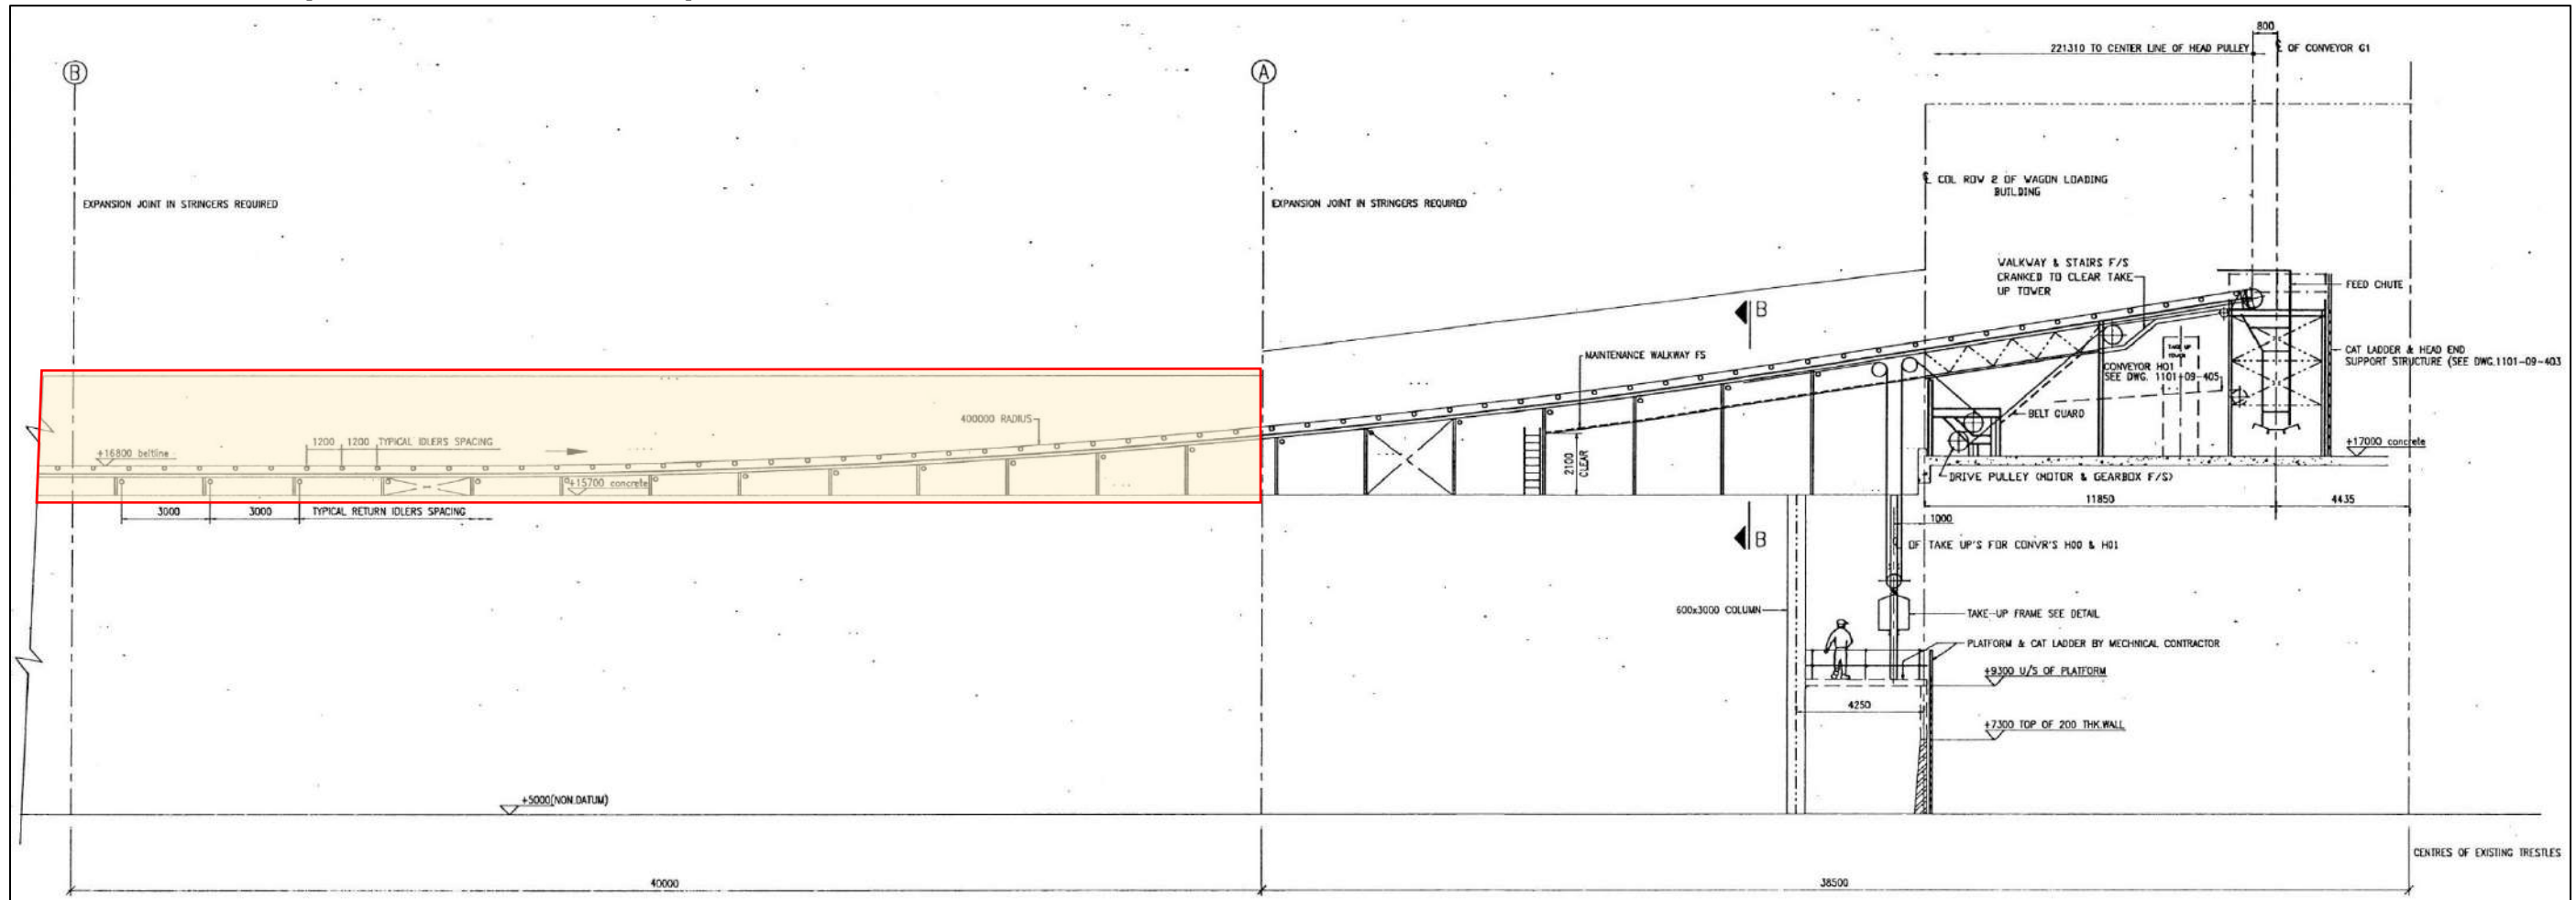 800
221310 TO CENTER LINE OF HEAD PULLEY
℄ OF CONVEYOR G1
B
A
EXPANSION JOINT IN STRINGERS REQUIRED
EXPANSION JOINT IN STRINGERS REQUIRED
℄ COL ROW 2 OF WAGON LOADING
BUILDING
WALKWAY & STAIRS F/S
CRANKED TO CLEAR TAKE
UP TOWER
FEED CHUTE
B
MAINTENANCE WALKWAY FS
TAKE UP
TOWER
CAT LADDER & HEAD END
SUPPORT STRUCTURE (SEE DWG.1101-09-403
CONVEYOR H01
SEE DWG. 1101-09-405
BELT GUARD
400000 RADIUS
1200
1200
TYPICAL IDLERS SPACING
+16800 beltline
+17000 concrete
2100
CLEAR
+15700 concrete
DRIVE PULLEY (MOTOR & GEARBOX F/S)
3000
3000
TYPICAL RETURN IDLERS SPACING
11850
4435
1000
B
OF TAKE UP'S FOR CONVR'S H00 & H01
600x3000 COLUMN
TAKE-UP FRAME SEE DETAIL
PLATFORM & CAT LADDER BY MECHNICAL CONTRACTOR
+9300 U/S OF PLATFORM
4250
+7300 TOP OF 200 THK.WALL
+5000(NON.DATUM)
CENTRES OF EXISTING TRESTLES
40000
38500